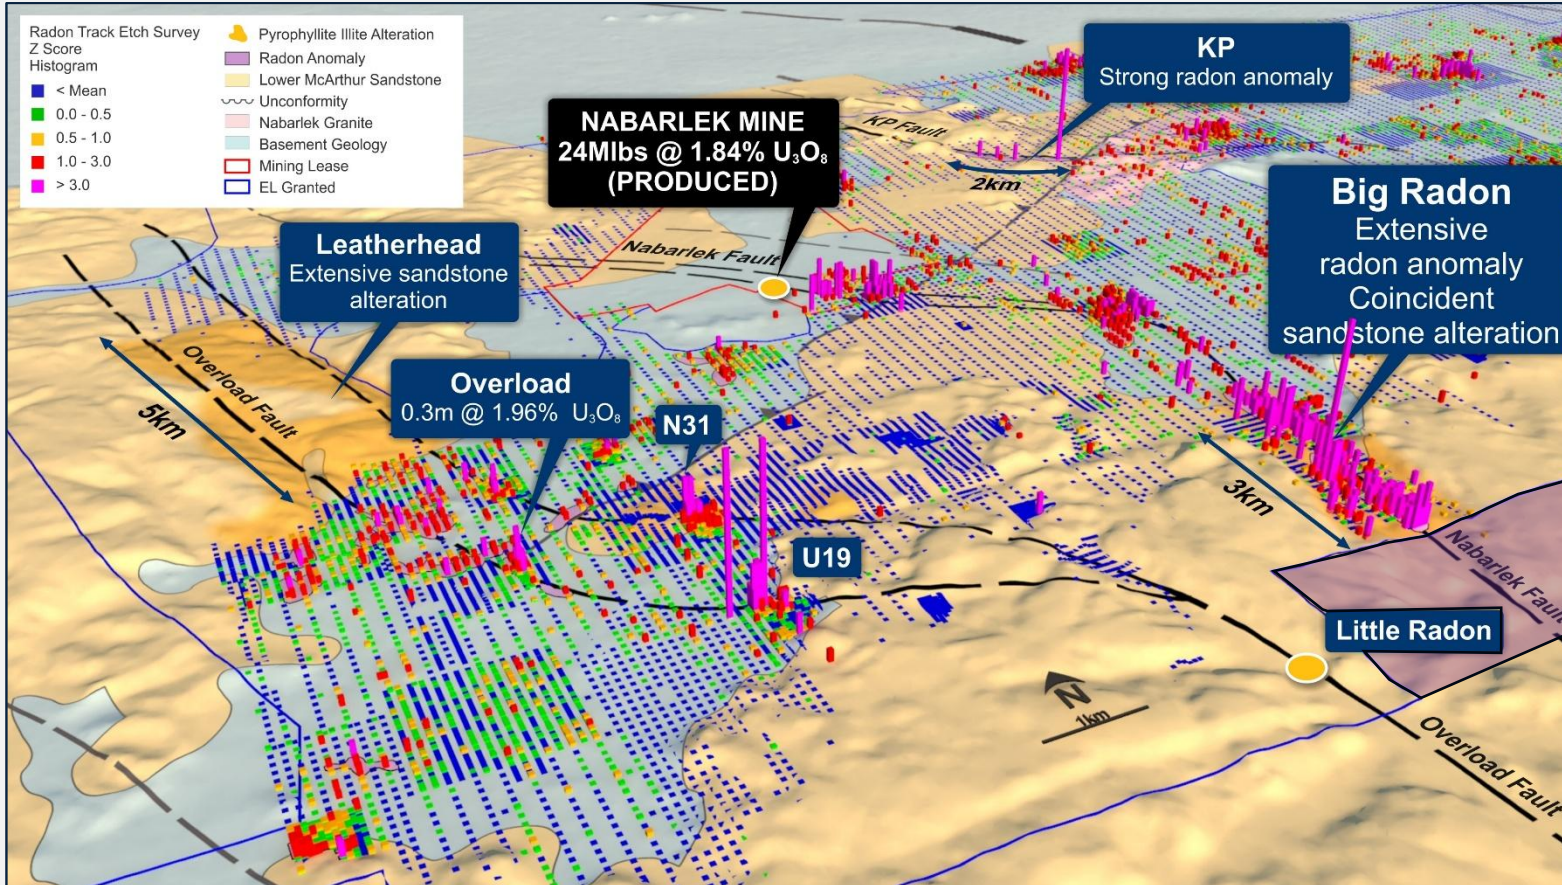 Radon Track Etch Survey
Z Score
Histogram
< Mean
0.0 - 0.5
0.5 - 1.0
1.0 - 3.0
> 3.0
Pyrophyllite Illite Alteration
Radon Anomaly
Lower McArthur Sandstone
Unconformity
Nabarlek Granite
Basement Geology
Mining Lease
EL Granted
KP
Strong radon anomaly
NABARLEK MINE
24Mlbs @ 1.84% U₃O₈
(PRODUCED)
KP Fault
2km
Big Radon
Extensive
radon anomaly
Coincident
sandstone alteration
Leatherhead
Extensive sandstone
alteration
Nabarlek Fault
Overload Fault
5km
Overload
0.3m @ 1.96% U₃O₈
N31
3km
U19
Nabarlek Fault
Little Radon
N
1km
Overload Fault